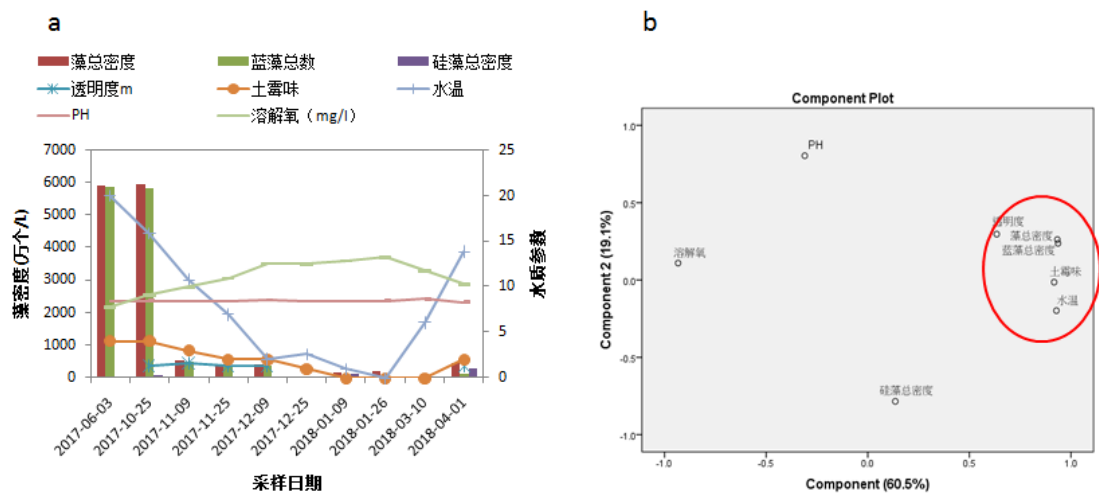 a
藻总密度 蓝藻总数 硅藻总密度
透明度m 土霉味 水温
PH 溶解氧（mg/l）
藻密度(万个/L)
7000
6000
5000
4000
3000
2000
1000
0
25
20
15
10
5
0
水质参数
2017-06-03
2017-10-25
2017-11-09
2017-11-25
2017-12-09
2017-12-25
2018-01-09
2018-01-26
2018-03-10
2018-04-01
采样日期
b
Component Plot
Component 2 (19.1%)
1.0
0.5
0.0
-0.5
-1.0
PH
透明度
藻总密度
蓝藻总密度
溶解氧
土霉味
水温
硅藻总密度
-1.0 -0.5 0.0 0.5 1.0
Component (60.5%)